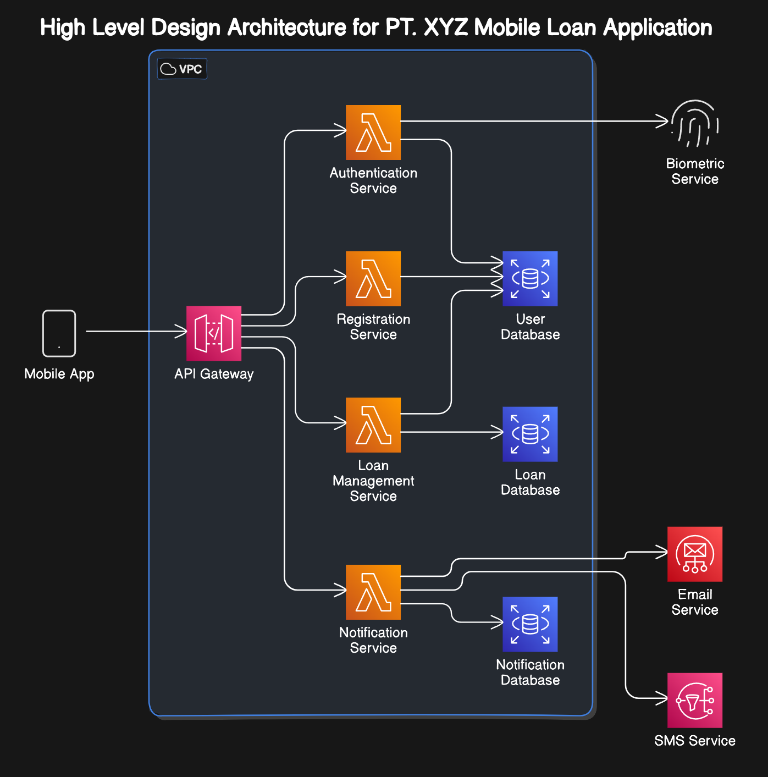 High Level Design Architecture for PT. XYZ Mobile Loan Application
VPC
Authentication
Service
Biometric
Service
Registration
Service
User
Database
Mobile App
API Gateway
Loan
Management
Service
Loan
Database
Email
Service
Notification
Service
Notification
Database
SMS Service